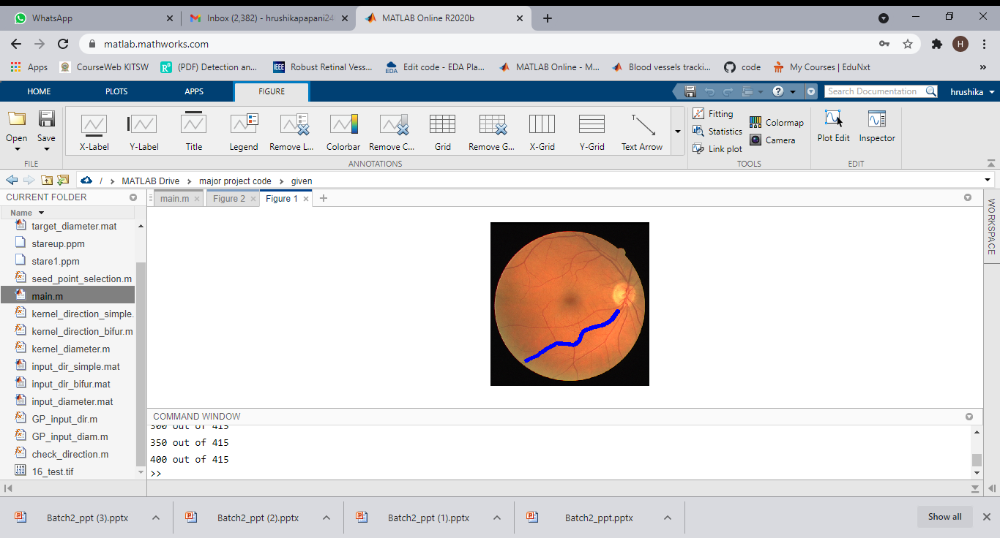 WhatsApp
Inbox (2,382) - hrushikapapani24
MATLAB Online R2020b
matlab.mathworks.com
H
Apps
CourseWeb KITSW
(PDF) Detection an...
IEEE
Robust Retinal Vess...
EDA
Edit code - EDA Pla...
MATLAB Online - M...
Blood vessels tracki...
code
My Courses | EduNxt
»
HOME
PLOTS
APPS
FIGURE
Search Documentation
hrushika
Open
Save
FILE
X-Label
Y-Label
Title
Legend
Remove L...
Colorbar
Remove C...
Grid
Remove G...
X-Grid
Y-Grid
Text Arrow
ANNOTATIONS
Fitting
Statistics
Link plot
Colormap
Camera
TOOLS
Plot Edit
Inspector
EDIT
/ › MATLAB Drive › major project code › given
CURRENT FOLDER
Name
target_diameter.mat
stareup.ppm
stare1.ppm
seed_point_selection.m
main.m
kernel_direction_simple.
kernel_direction_bifur.m
kernel_diameter.m
input_dir_simple.mat
input_dir_bifur.mat
input_diameter.mat
GP_input_dir.m
GP_input_diam.m
check_direction.m
16_test.tif
main.m
Figure 2
Figure 1
WORKSPACE
COMMAND WINDOW
300 out of 415
350 out of 415
400 out of 415
>>
Batch2_ppt (3).pptx
Batch2_ppt (2).pptx
Batch2_ppt (1).pptx
Batch2_ppt.pptx
Show all